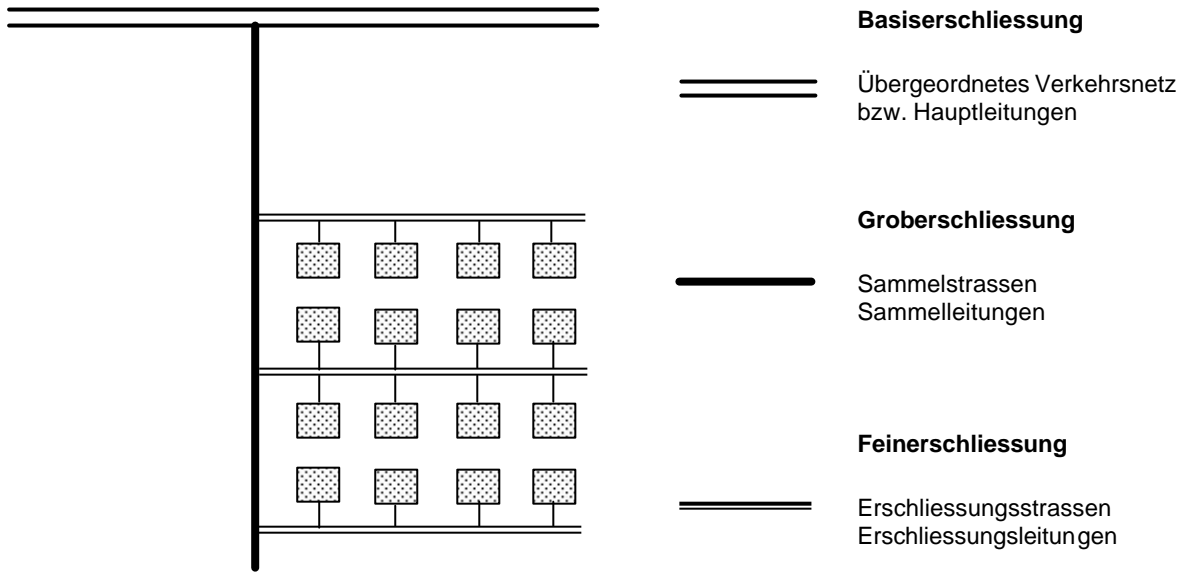 Basiserschliessung
Übergeordnetes Verkehrsnetz
bzw. Hauptleitungen
Groberschliessung
Sammelstrassen
Sammelleitungen
Feinerschliessung
Erschliessungsstrassen
Erschliessungsleitungen